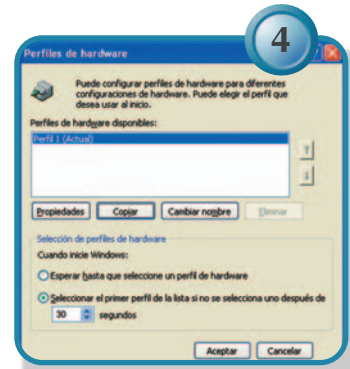 4
Perfiles de hardware
Puede configurar perfiles de hardware para diferentes
configuraciones de hardware. Puede elegir el perfil que
desea usar al inicio.
Perfiles de hardware disponibles:
Perfil 1 (Actual)
Propiedades Copiar Cambiar nombre Eliminar
Selección de perfiles de hardware
Cuando inicie Windows:
Esperar hasta que seleccione un perfil de hardware
Seleccionar el primer perfil de la lista si no se selecciona uno después de
30 segundos
Aceptar Cancelar